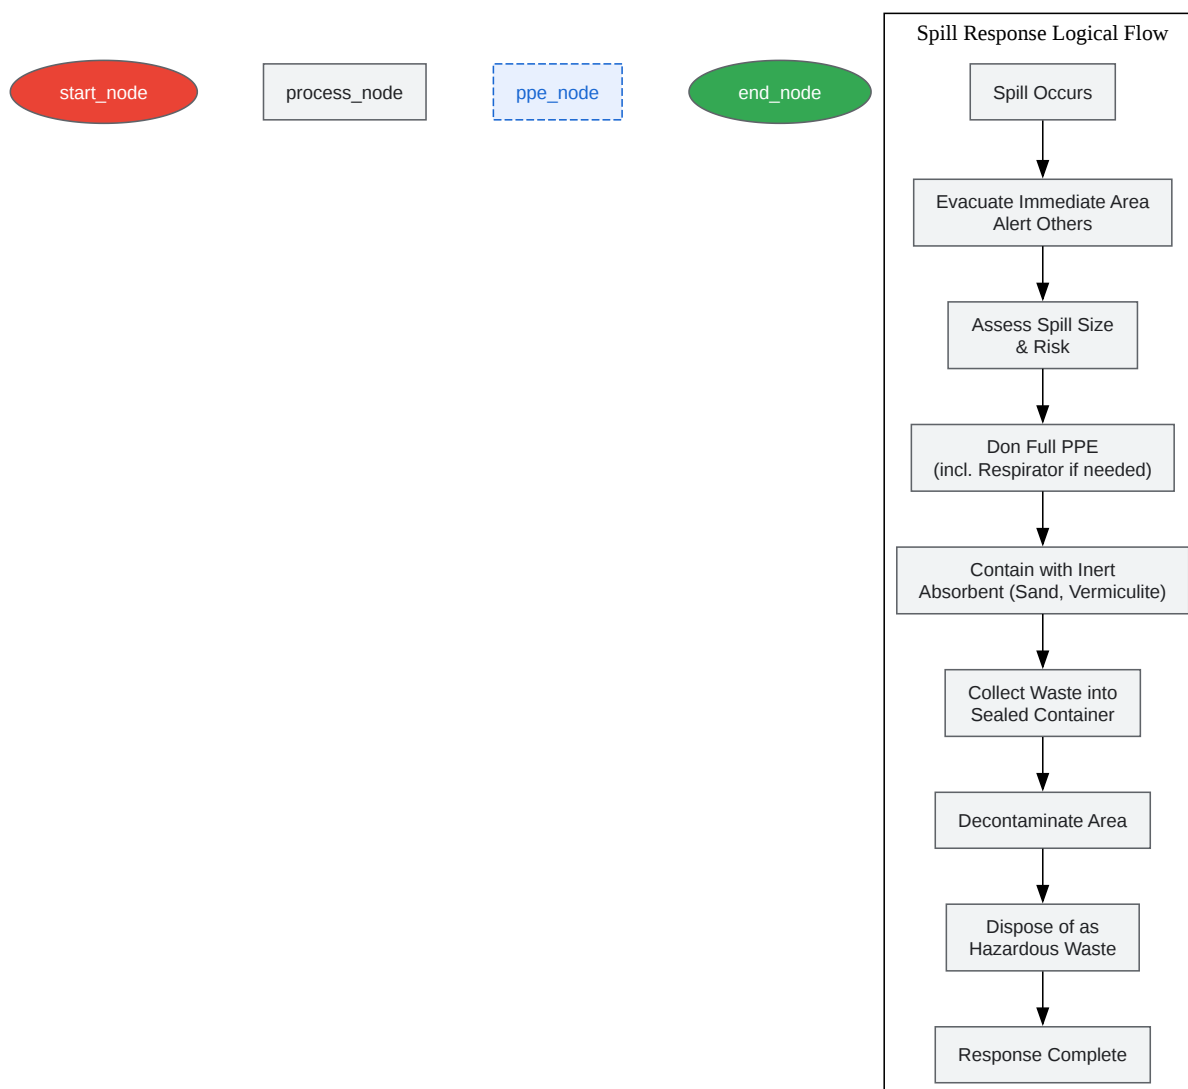 Spill Response Logical Flow
start_node
process_node
ppe_node
end_node
Spill Occurs
Evacuate Immediate Area
Alert Others
Assess Spill Size
& Risk
Don Full PPE
(incl. Respirator if needed)
Contain with Inert
Absorbent (Sand, Vermiculite)
Collect Waste into
Sealed Container
Decontaminate Area
Dispose of as
Hazardous Waste
Response Complete